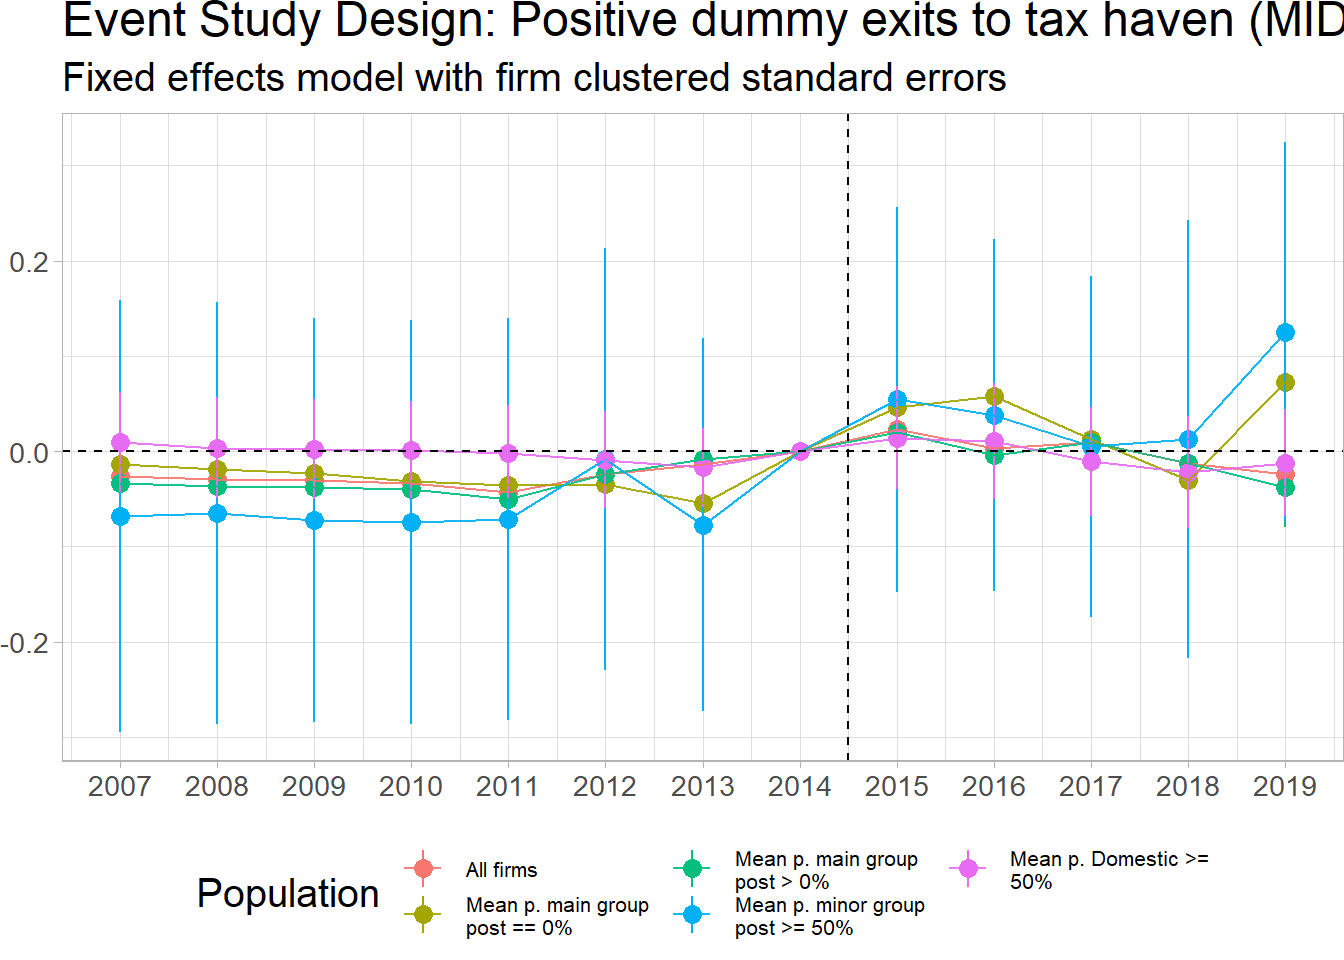 Event Study Design: Positive dummy exits to tax haven (MID
Fixed effects model with firm clustered standard errors
0.2
0.0
-0.2
2007 2008 2009 2010 2011 2012 2013 2014 2015 2016 2017 2018 2019
Population
All firms
Mean p. main group
post == 0%
Mean p. main group
post > 0%
Mean p. minor group
post >= 50%
Mean p. Domestic >=
50%